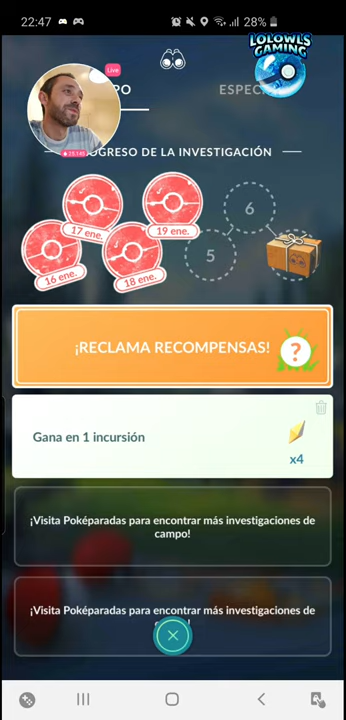 22:47
28%
LOLOWLS
GAMING
Live
PO
ESPEC
OGRESO DE LA INVESTIGACIÓN
17 ene.
19 ene.
16 ene.
18 ene.
5
6
¡RECLAMA RECOMPENSAS!
?
Gana en 1 incursión
x4
¡Visita Poképaradas para encontrar más investigaciones de
campo!
¡Visita Poképaradas para encontrar más investigaciones de